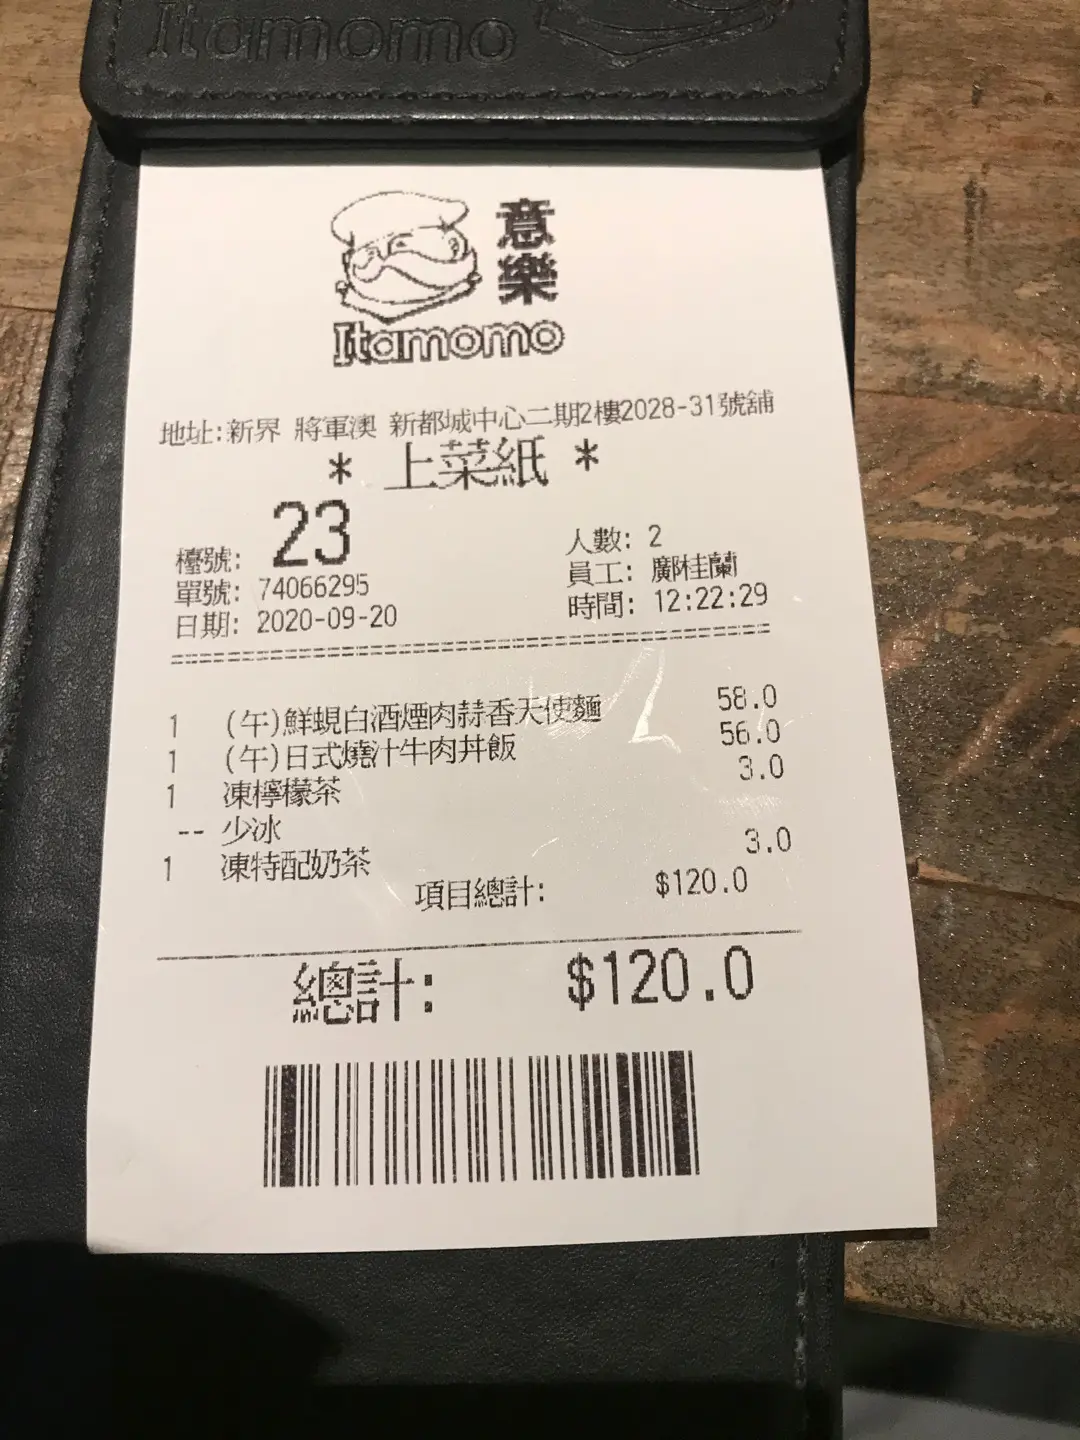 Itamomo
意樂
Itamomo
地址:新界 將軍澳 新都城中心二期2樓2028-31號舖
* 上菜紙 *
檯號: 23
人數: 2
單號: 74066295
員工: 鄺桂蘭
日期: 2020-09-20
時間: 12:22:29
1 (午)鮮蜆白酒煙肉蒜香天使麵 58.0
1 (午)日式燒汁牛肉丼飯 56.0
1 凍檸檬茶 3.0
-- 少冰
1 凍特配奶茶 3.0
項目總計: $120.0
總計: $120.0